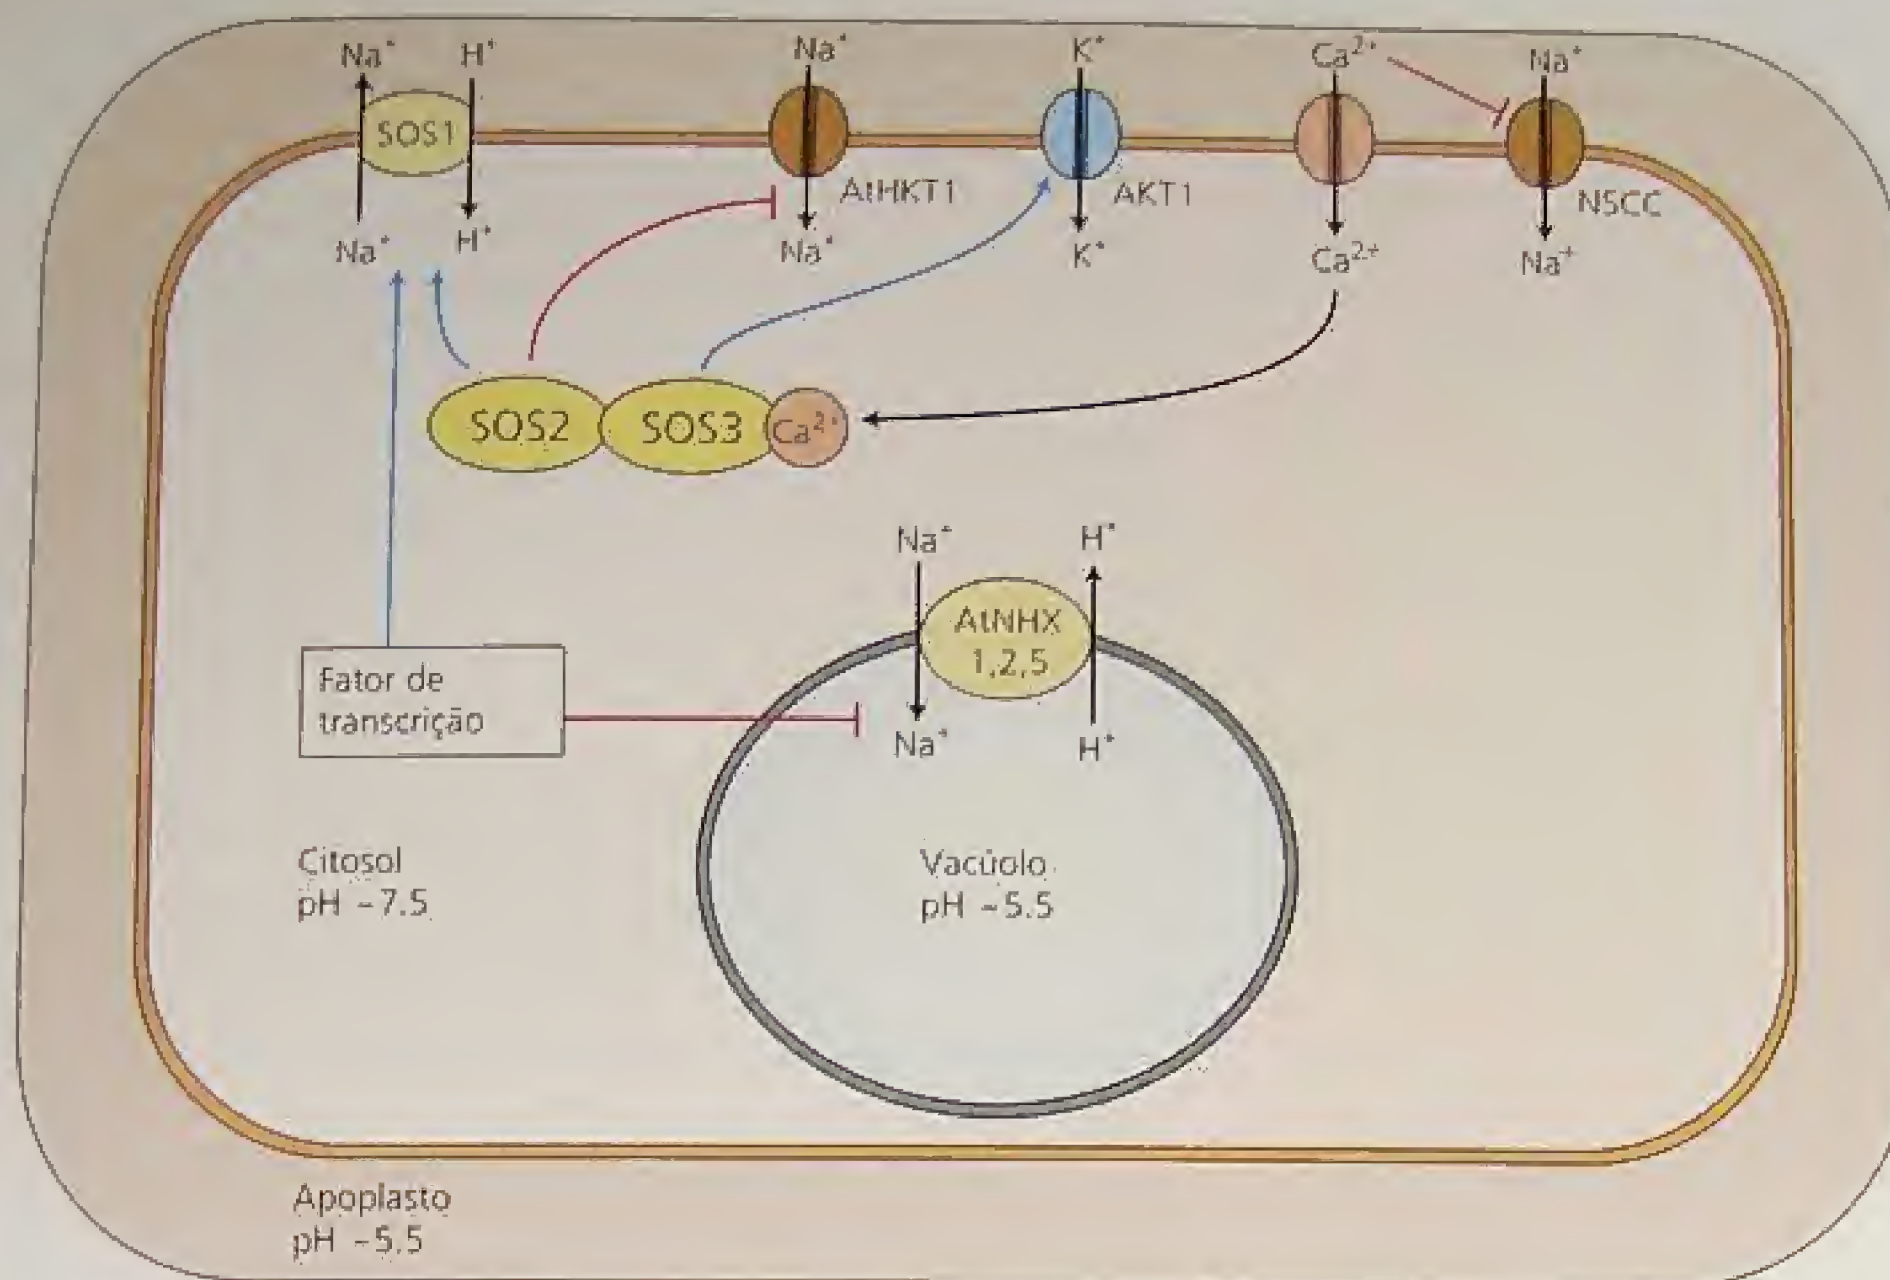 Na⁺ H⁺ Na⁺ K⁺ Ca²⁺ Na⁺
SOS1
AtHKT1 AKT1 NSCC
Na⁺ H⁺ Na⁺ K⁺ Ca²⁺ Na⁺
SOS2 SOS3 Ca²⁺
Na⁺ H⁺
AtNHX
1,2,5
Na⁺ H⁺
Fator de
transcrição
Citosol
pH ~7.5
Vacúolo
pH ~5.5
Apoplasto
pH ~5.5